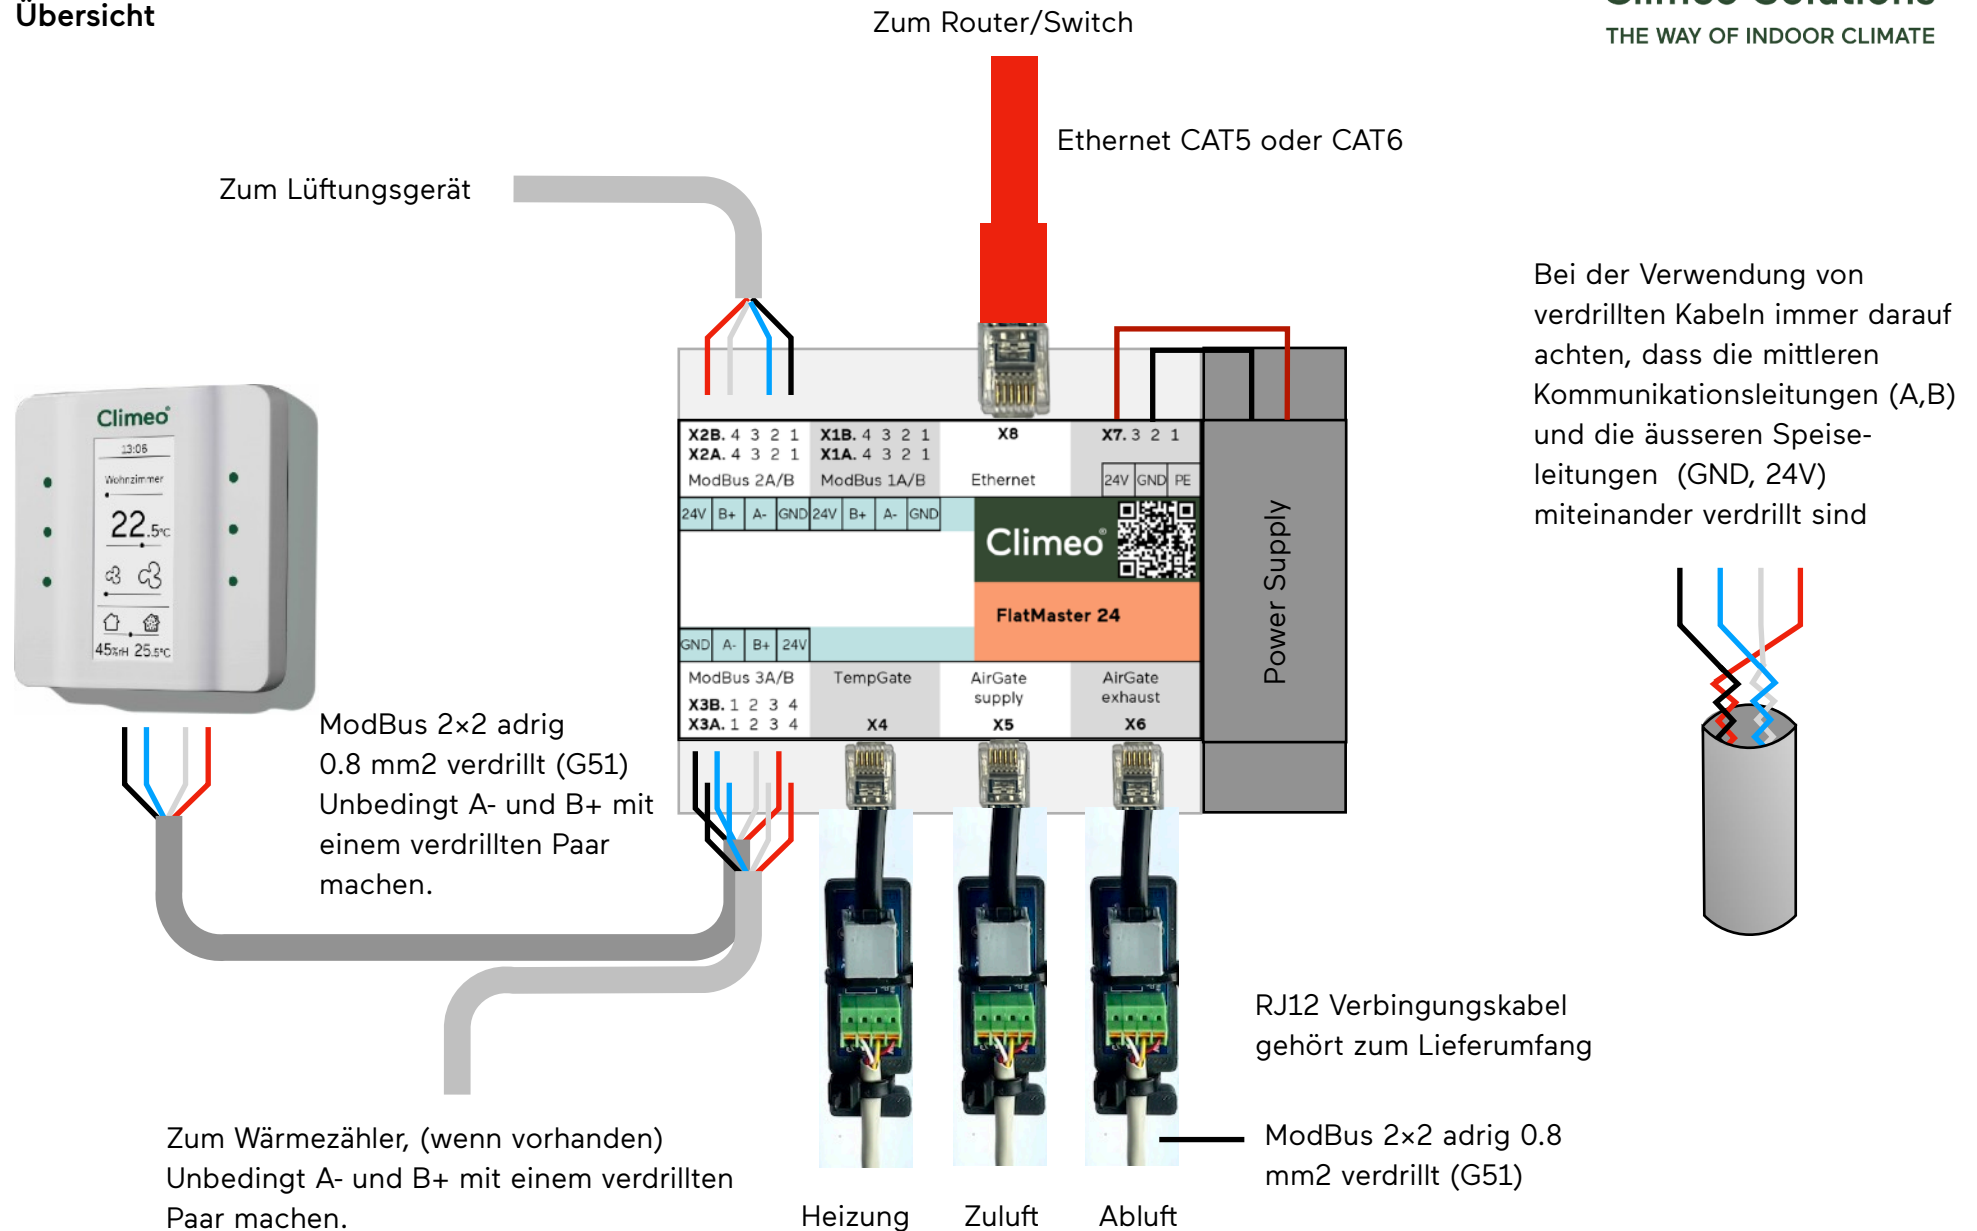 Übersicht
Zum Router/Switch
THE WAY OF INDOOR CLIMATE
Ethernet CAT5 oder CAT6
Zum Lüftungsgerät
Bei der Verwendung von
verdrillten Kabeln immer darauf
achten, dass die mittleren
Kommunikationsleitungen (A,B)
und die äusseren Speise-
leitungen (GND, 24V)
miteinander verdrillt sind
Climeo
13:05
Wohnzimmer
22.5°C
45%rH 25.5°C
X2B. 4 3 2 1
X2A. 4 3 2 1
ModBus 2A/B
X1B. 4 3 2 1
X1A. 4 3 2 1
ModBus 1A/B
X8
Ethernet
X7. 3 2 1
24V GND PE
24V B+ A- GND 24V B+ A- GND
Climeo
FlatMaster 24
Power Supply
GND A- B+ 24V
ModBus 3A/B
X3B. 1 2 3 4
X3A. 1 2 3 4
TempGate
X4
AirGate
supply
X5
AirGate
exhaust
X6
ModBus 2×2 adrig
0.8 mm2 verdrillt (G51)
Unbedingt A- und B+ mit
einem verdrillten Paar
machen.
RJ12 Verbingungskabel
gehört zum Lieferumfang
ModBus 2×2 adrig 0.8
mm2 verdrillt (G51)
Zum Wärmezähler, (wenn vorhanden)
Unbedingt A- und B+ mit einem verdrillten
Paar machen.
Heizung
Zuluft
Abluft